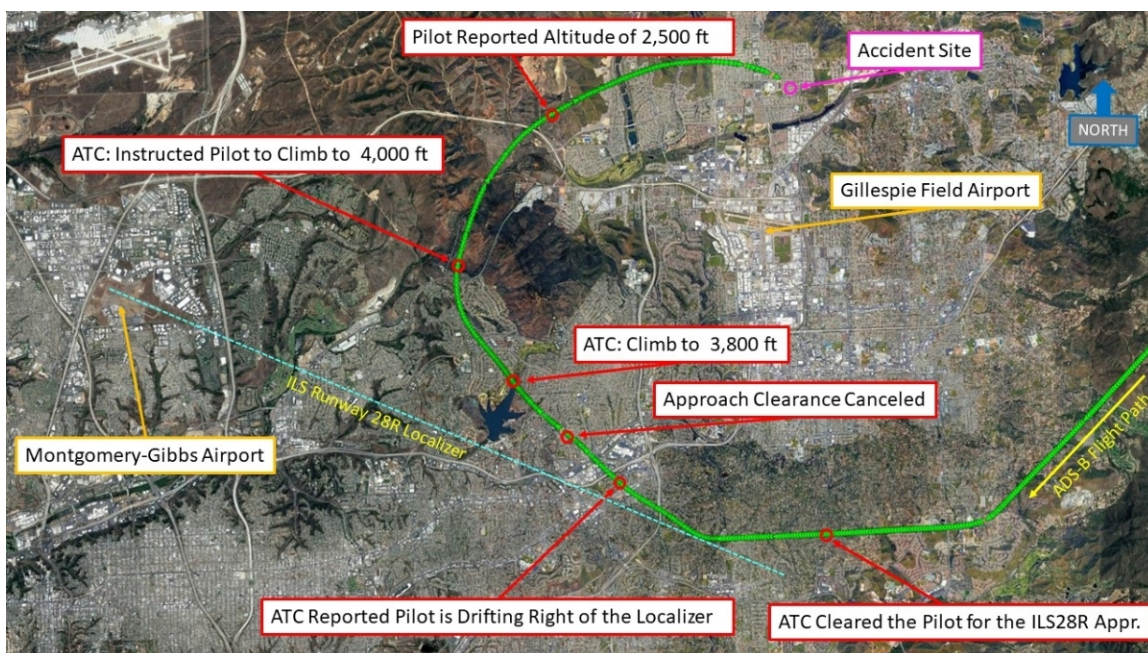 Pilot Reported Altitude of 2,500 ft
Accident Site
NORTH
ATC: Instructed Pilot to Climb to 4,000 ft
Gillespie Field Airport
ATC: Climb to 3,800 ft
ILS Runway 28R Localizer
Approach Clearance Canceled
ADS-B Flight Path
Montgomery-Gibbs Airport
ATC Reported Pilot is Drifting Right of the Localizer
ATC Cleared the Pilot for the ILS28R Appr.